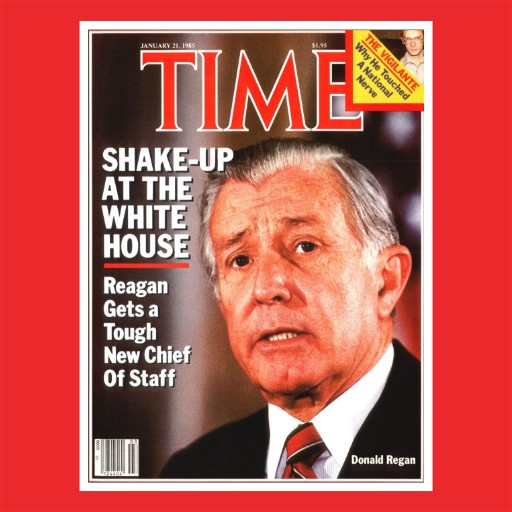 JANUARY 21, 1985
$1.95
TIME
THE VIGILANTE
Why He Touched
A National
Nerve
SHAKE-UP
AT THE
WHITE
HOUSE
Reagan
Gets a
Tough
New Chief
Of Staff
Donald Regan